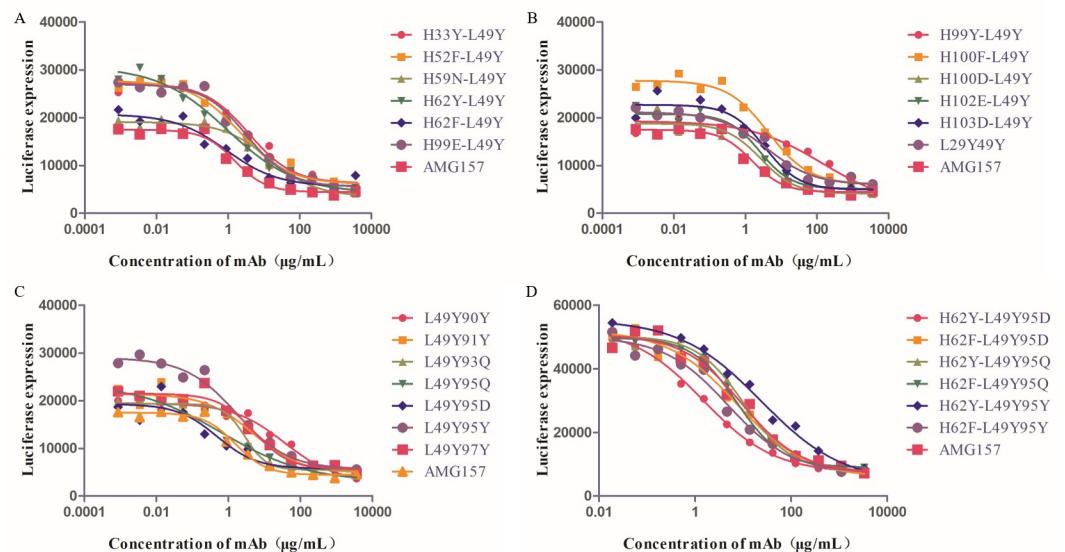 A
Luciferase expression
40000
30000
20000
10000
0
0.0001
0.01
1
100
10000
Concentration of mAb（μg/mL）
H33Y-L49Y
H52F-L49Y
H59N-L49Y
H62Y-L49Y
H62F-L49Y
H99E-L49Y
AMG157
B
Luciferase expression
40000
30000
20000
10000
0
0.0001
0.01
1
100
10000
Concentration of mAb（μg/mL）
H99Y-L49Y
H100F-L49Y
H100D-L49Y
H102E-L49Y
H103D-L49Y
L29Y49Y
AMG157
C
Luciferase expression
40000
30000
20000
10000
0
0.0001
0.01
1
100
10000
Concentration of mAb（μg/mL）
L49Y90Y
L49Y91Y
L49Y93Q
L49Y95Q
L49Y95D
L49Y95Y
L49Y97Y
AMG157
D
Luciferase expression
60000
40000
20000
0
0.01
1
100
10000
Concentration of mAb（μg/mL）
H62Y-L49Y95D
H62F-L49Y95D
H62Y-L49Y95Q
H62F-L49Y95Q
H62Y-L49Y95Y
H62F-L49Y95Y
AMG157